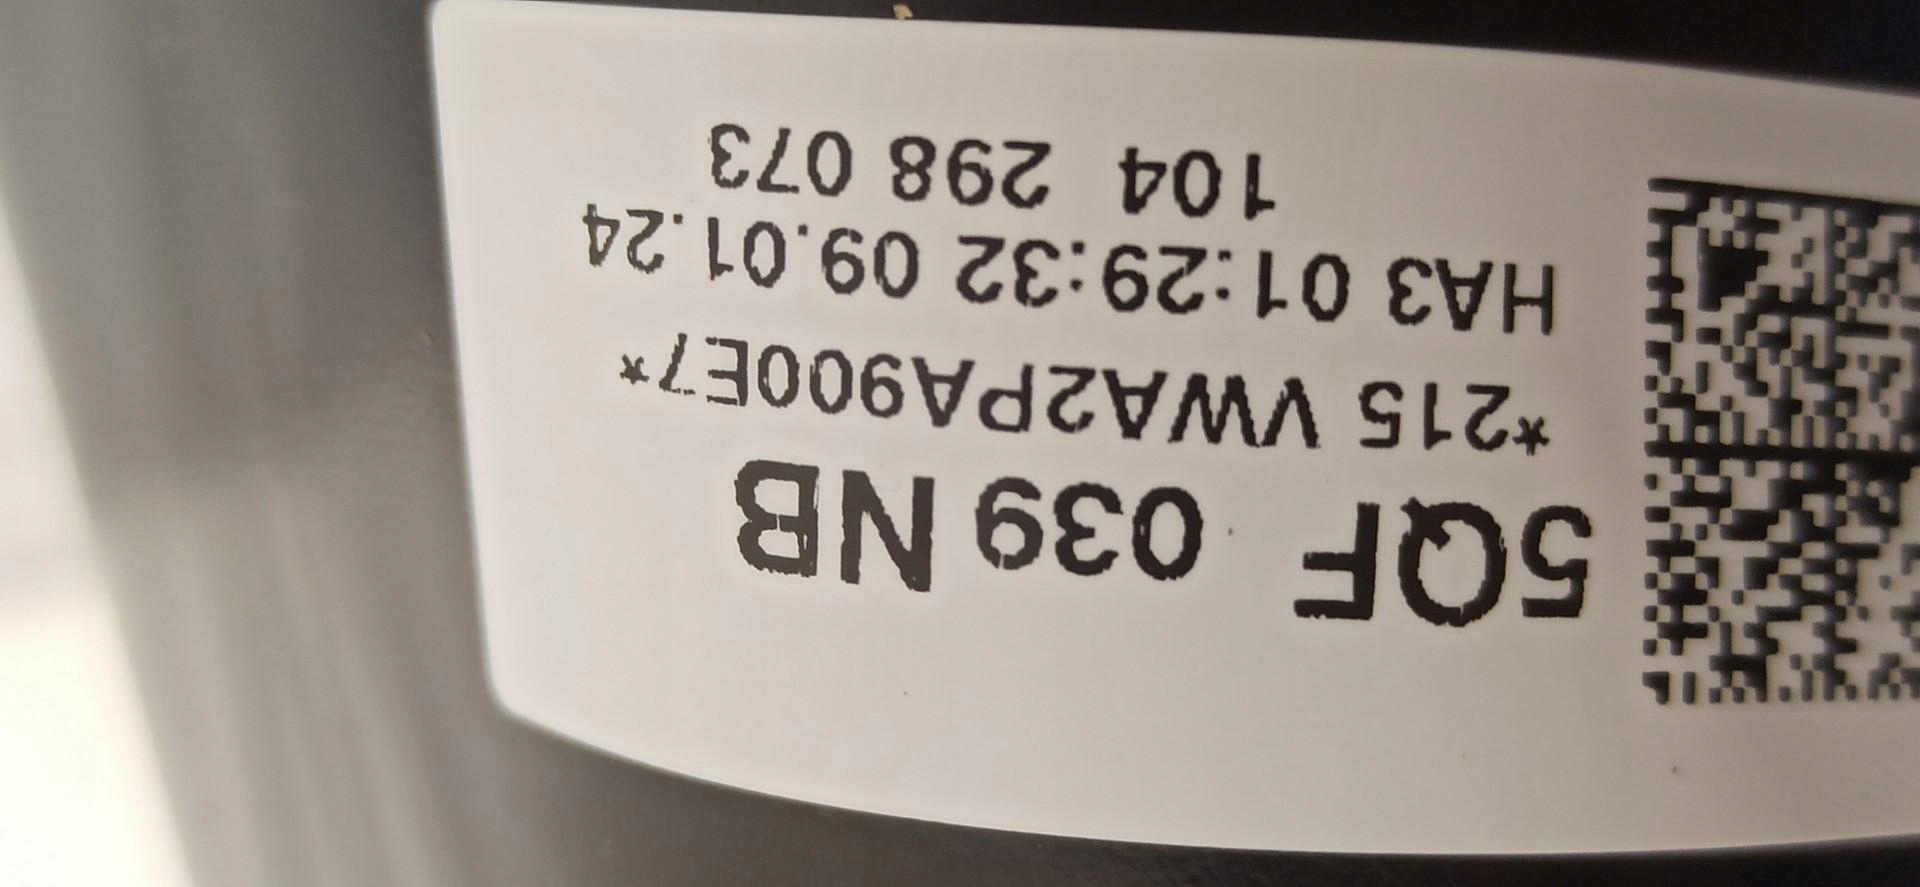 5QF 039 NB
*215 VWA2PA900E7*
HA3 01:29:32 09.01.24
104 298 073